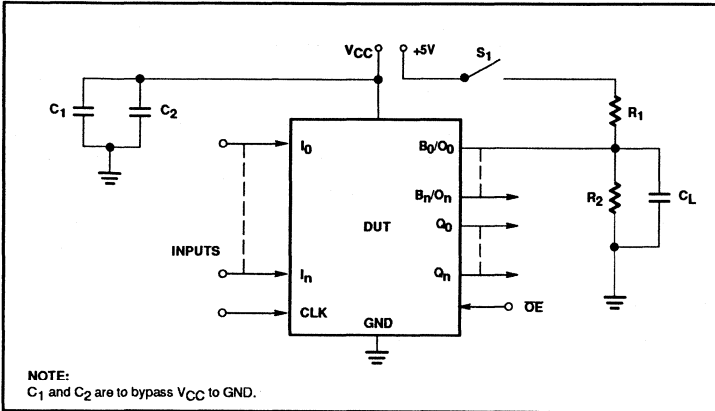 VCC +5V S1
C1 C2 R1
I0 B0/O0
Bn/On R2 CL
DUT Q0
INPUTS
In Qn
CLK OE
GND
NOTE:
C1 and C2 are to bypass VCC to GND.